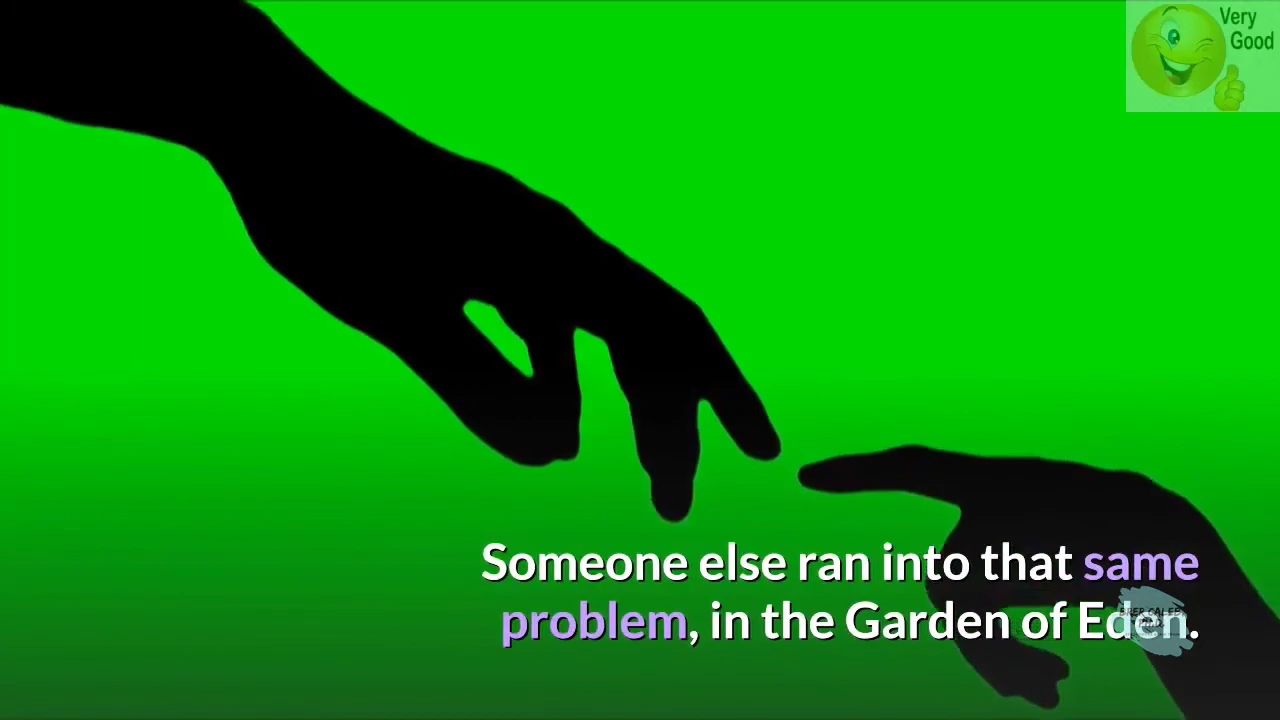 Very
Good
Someone else ran into that same
problem, in the Garden of Eden.